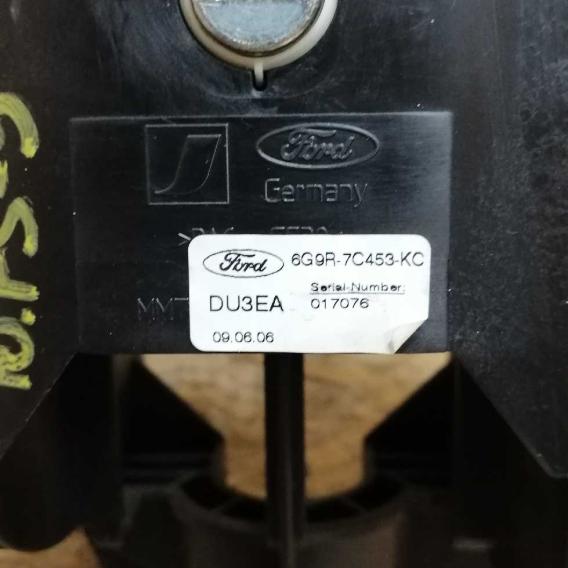 Ford
Germany
Ford 6G9R-7C453-KC
Serial-Number:
DU3EA 017076
09.06.06